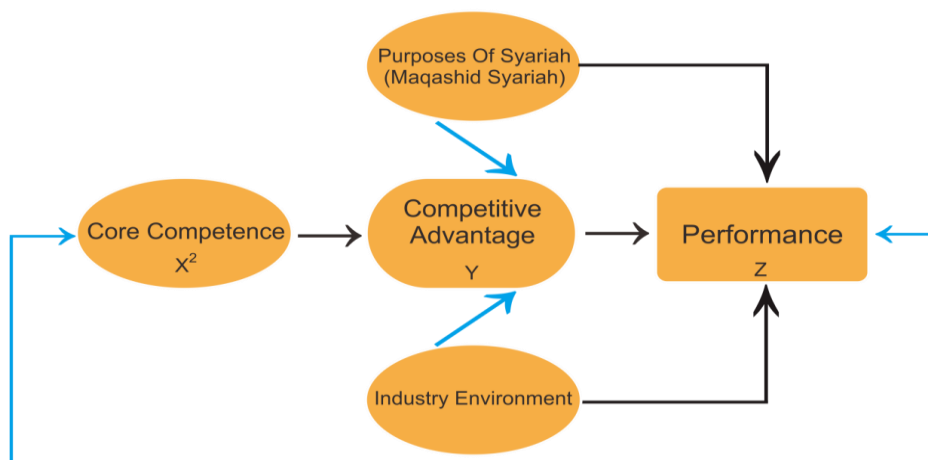 Purposes Of Syariah
(Maqashid Syariah)
Core Competence
X²
Competitive
Advantage
Y
Performance
Z
Industry Environment